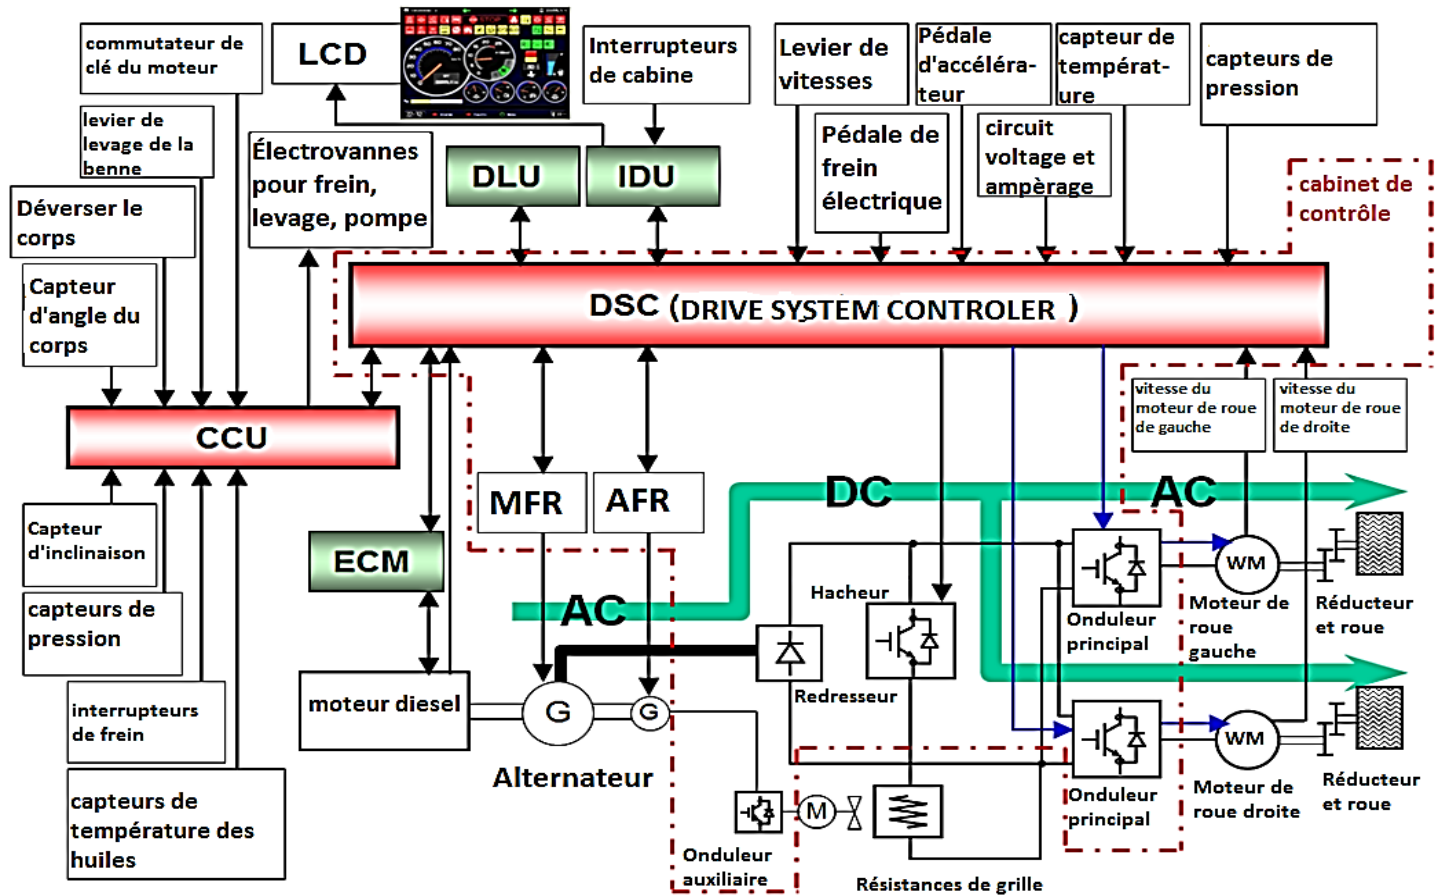 commutateur de
clé du moteur
LCD
Interrupteurs
de cabine
Levier de
vitesses
Pédale
d'accéléra-
teur
capteur de
températ-
ure
capteurs de
pression
levier de
levage de la
benne
Électrovannes
pour frein,
levage, pompe
DLU
IDU
Pédale de
frein
électrique
circuit
voltage et
ampèrage
cabinet de
contrôle
Déverser le
corps
Capteur
d'angle du
corps
DSC (DRIVE SYSTEM CONTROLER )
CCU
vitesse du
moteur de roue
de gauche
vitesse du
moteur de roue
de droite
MFR
AFR
DC
AC
Capteur
d'inclinaison
ECM
AC
Hacheur
WM
Onduleur
principal
Moteur de
roue
gauche
Réducteur
et roue
capteurs de
pression
Redresseur
moteur diesel
G
G
interrupteurs
de frein
WM
Alternateur
Onduleur
principal
Moteur de
roue droite
Réducteur
et roue
capteurs de
température des
huiles
M
Onduleur
auxiliaire
Résistances de grille